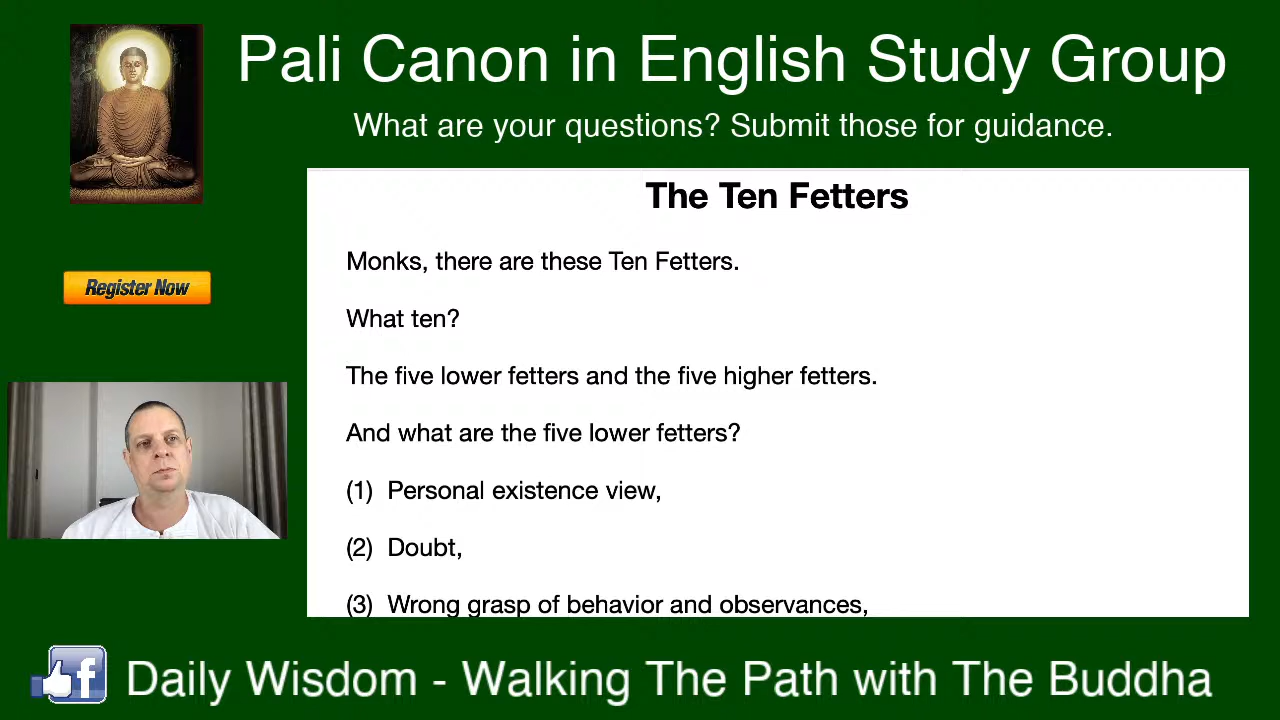 Pali Canon in English Study Group
What are your questions? Submit those for guidance.
The Ten Fetters
Monks, there are these Ten Fetters.
What ten?
The five lower fetters and the five higher fetters.
And what are the five lower fetters?
(1) Personal existence view,
(2) Doubt,
(3) Wrong grasp of behavior and observances,
Register Now
f
Daily Wisdom - Walking The Path with The Buddha